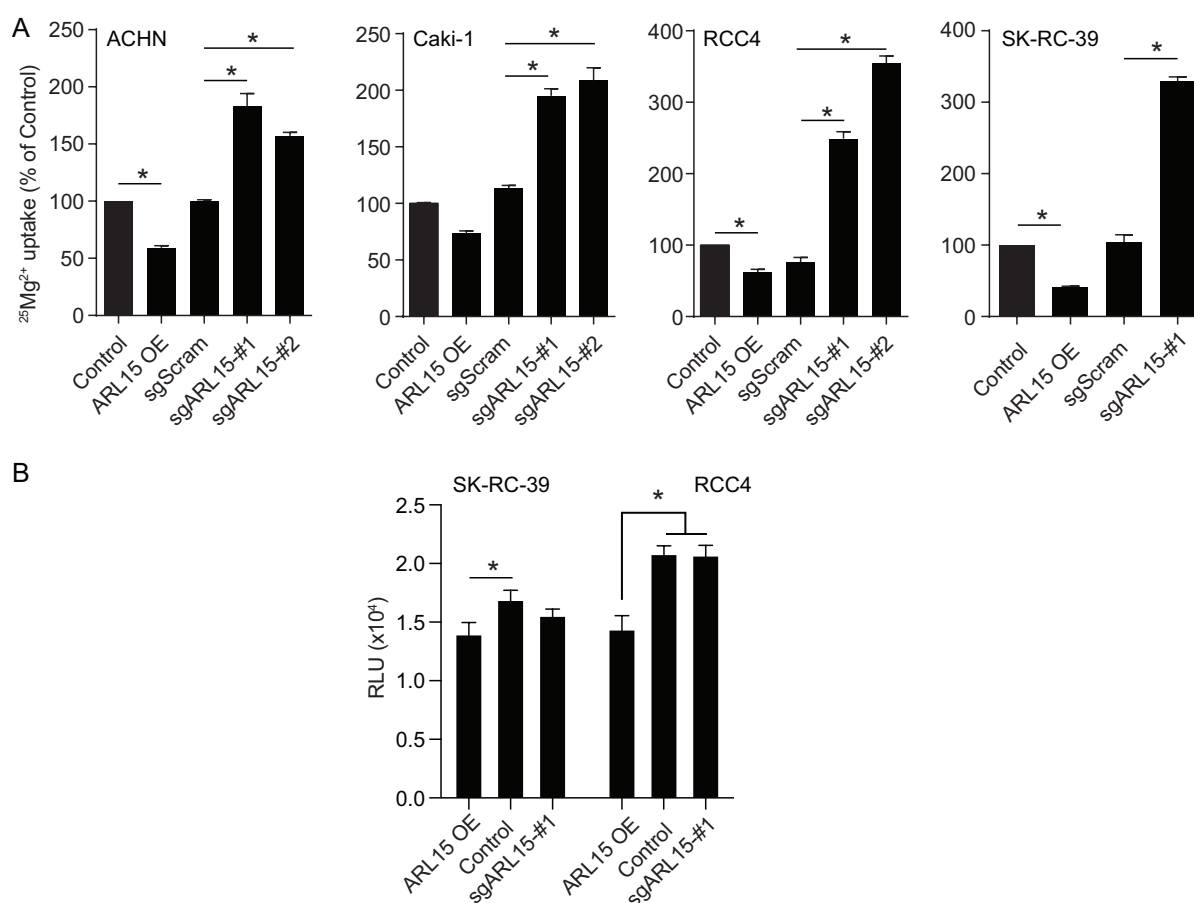 A
ACHN
Caki-1
RCC4
SK-RC-39
²⁵Mg²⁺ uptake (% of Control)
250
200
150
100
50
0
*
*
*
Control
ARL15 OE
sgScram
sgARL15-#1
sgARL15-#2
250
200
150
100
50
0
*
*
Control
ARL15 OE
sgScram
sgARL15-#1
sgARL15-#2
400
300
200
100
0
*
*
*
Control
ARL15 OE
sgScram
sgARL15-#1
sgARL15-#2
400
300
200
100
0
*
*
Control
ARL15 OE
sgScram
sgARL15-#1
B
SK-RC-39
RCC4
RLU (x10⁴)
2.5
2.0
1.5
1.0
0.5
0.0
*
*
ARL15 OE
Control
sgARL15-#1
ARL15 OE
Control
sgARL15-#1